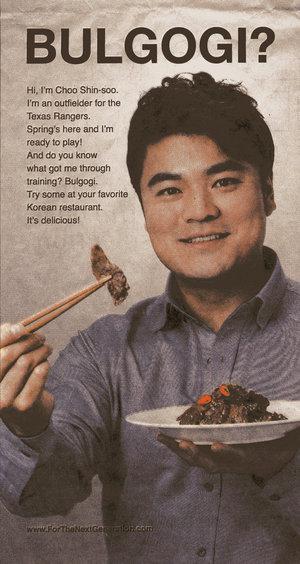 BULGOGI?
Hi, I'm Choo Shin-soo.
I'm an outfielder for the
Texas Rangers.
Spring's here and I'm
ready to play!
And do you know
what got me through
training? Bulgogi.
Try some at your favorite
Korean restaurant.
It's delicious!
www.ForTheNextGeneration.com